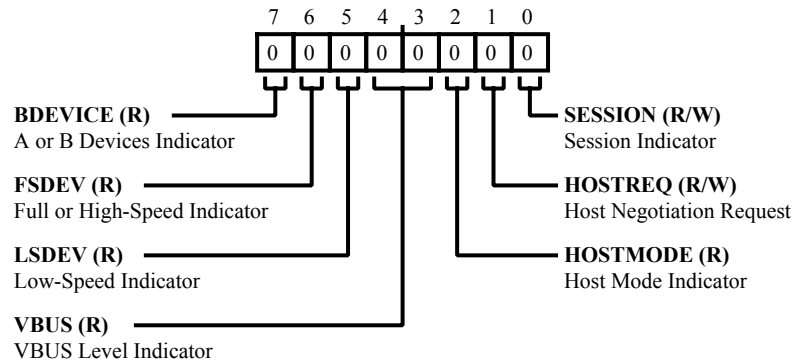 7 6 5 4 3 2 1 0
0 0 0 0 0 0 0 0
BDEVICE (R)
A or B Devices Indicator
FSDEV (R)
Full or High-Speed Indicator
LSDEV (R)
Low-Speed Indicator
VBUS (R)
VBUS Level Indicator
SESSION (R/W)
Session Indicator
HOSTREQ (R/W)
Host Negotiation Request
HOSTMODE (R)
Host Mode Indicator